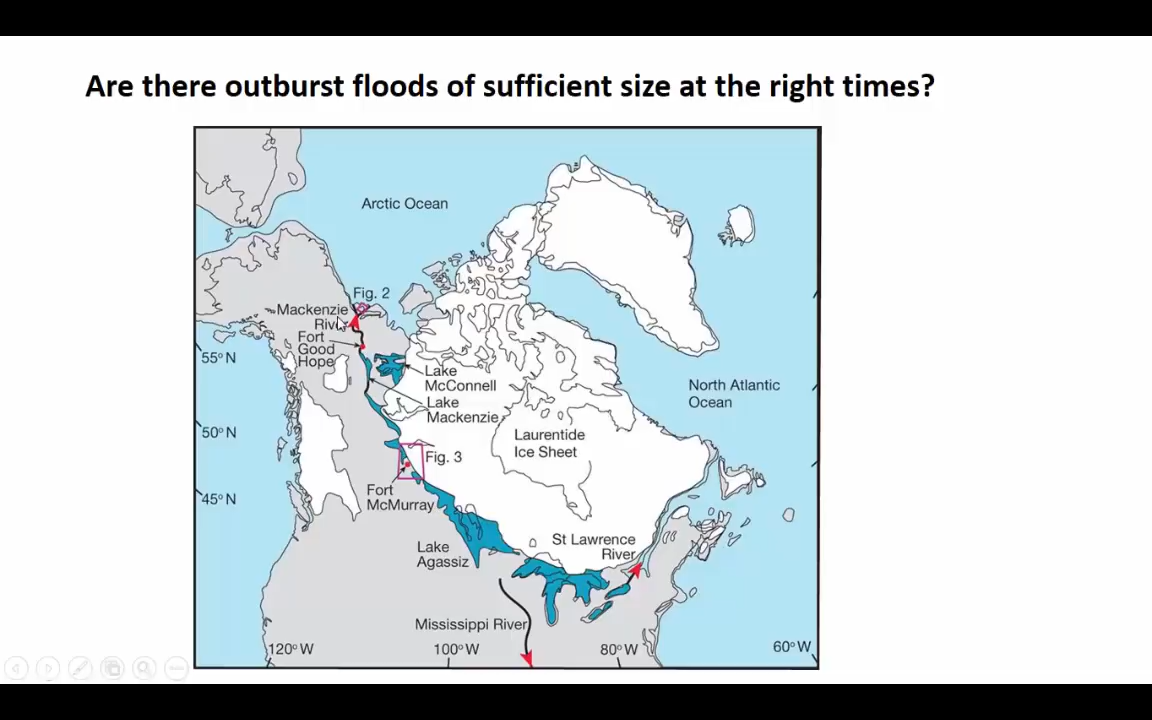 Are there outburst floods of sufficient size at the right times?
Arctic Ocean
Fig. 2
Mackenzie
Fort
Good
Hope
55° N
Lake
McConnell
Lake
Mackenzie
North Atlantic
Ocean
50° N
Laurentide
Ice Sheet
Fig. 3
Fort
McMurray
45° N
St Lawrence
River
Lake
Agassiz
Mississippi River
120° W
100° W
80° W
60° W